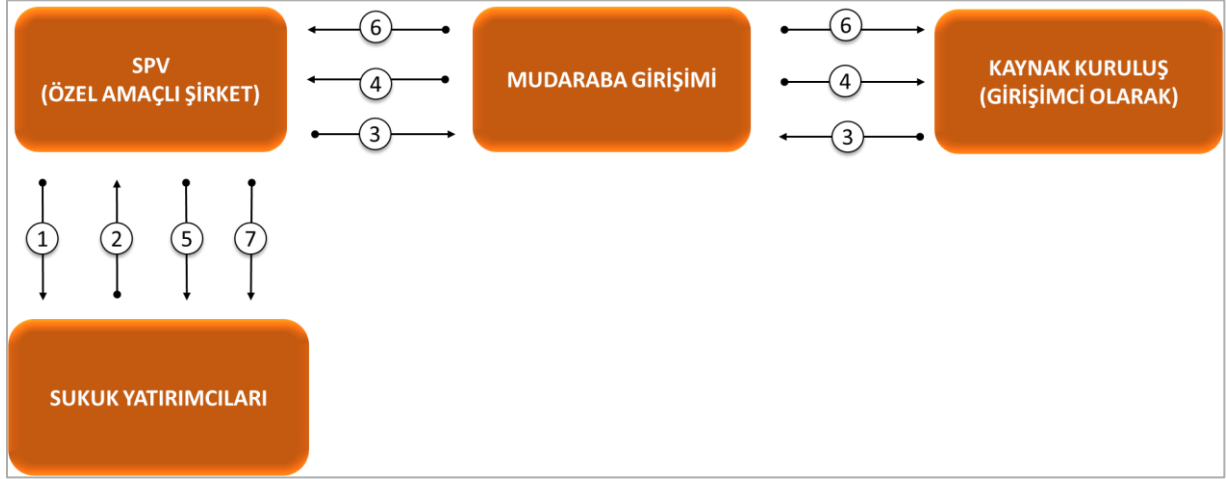 6
6
SPV
(ÖZEL AMAÇLI ŞİRKET)
4
MUDARABA GİRİŞİMİ
4
KAYNAK KURULUŞ
(GİRİŞİMCİ OLARAK)
3
3
1
2
5
7
SUKUK YATIRIMCILARI